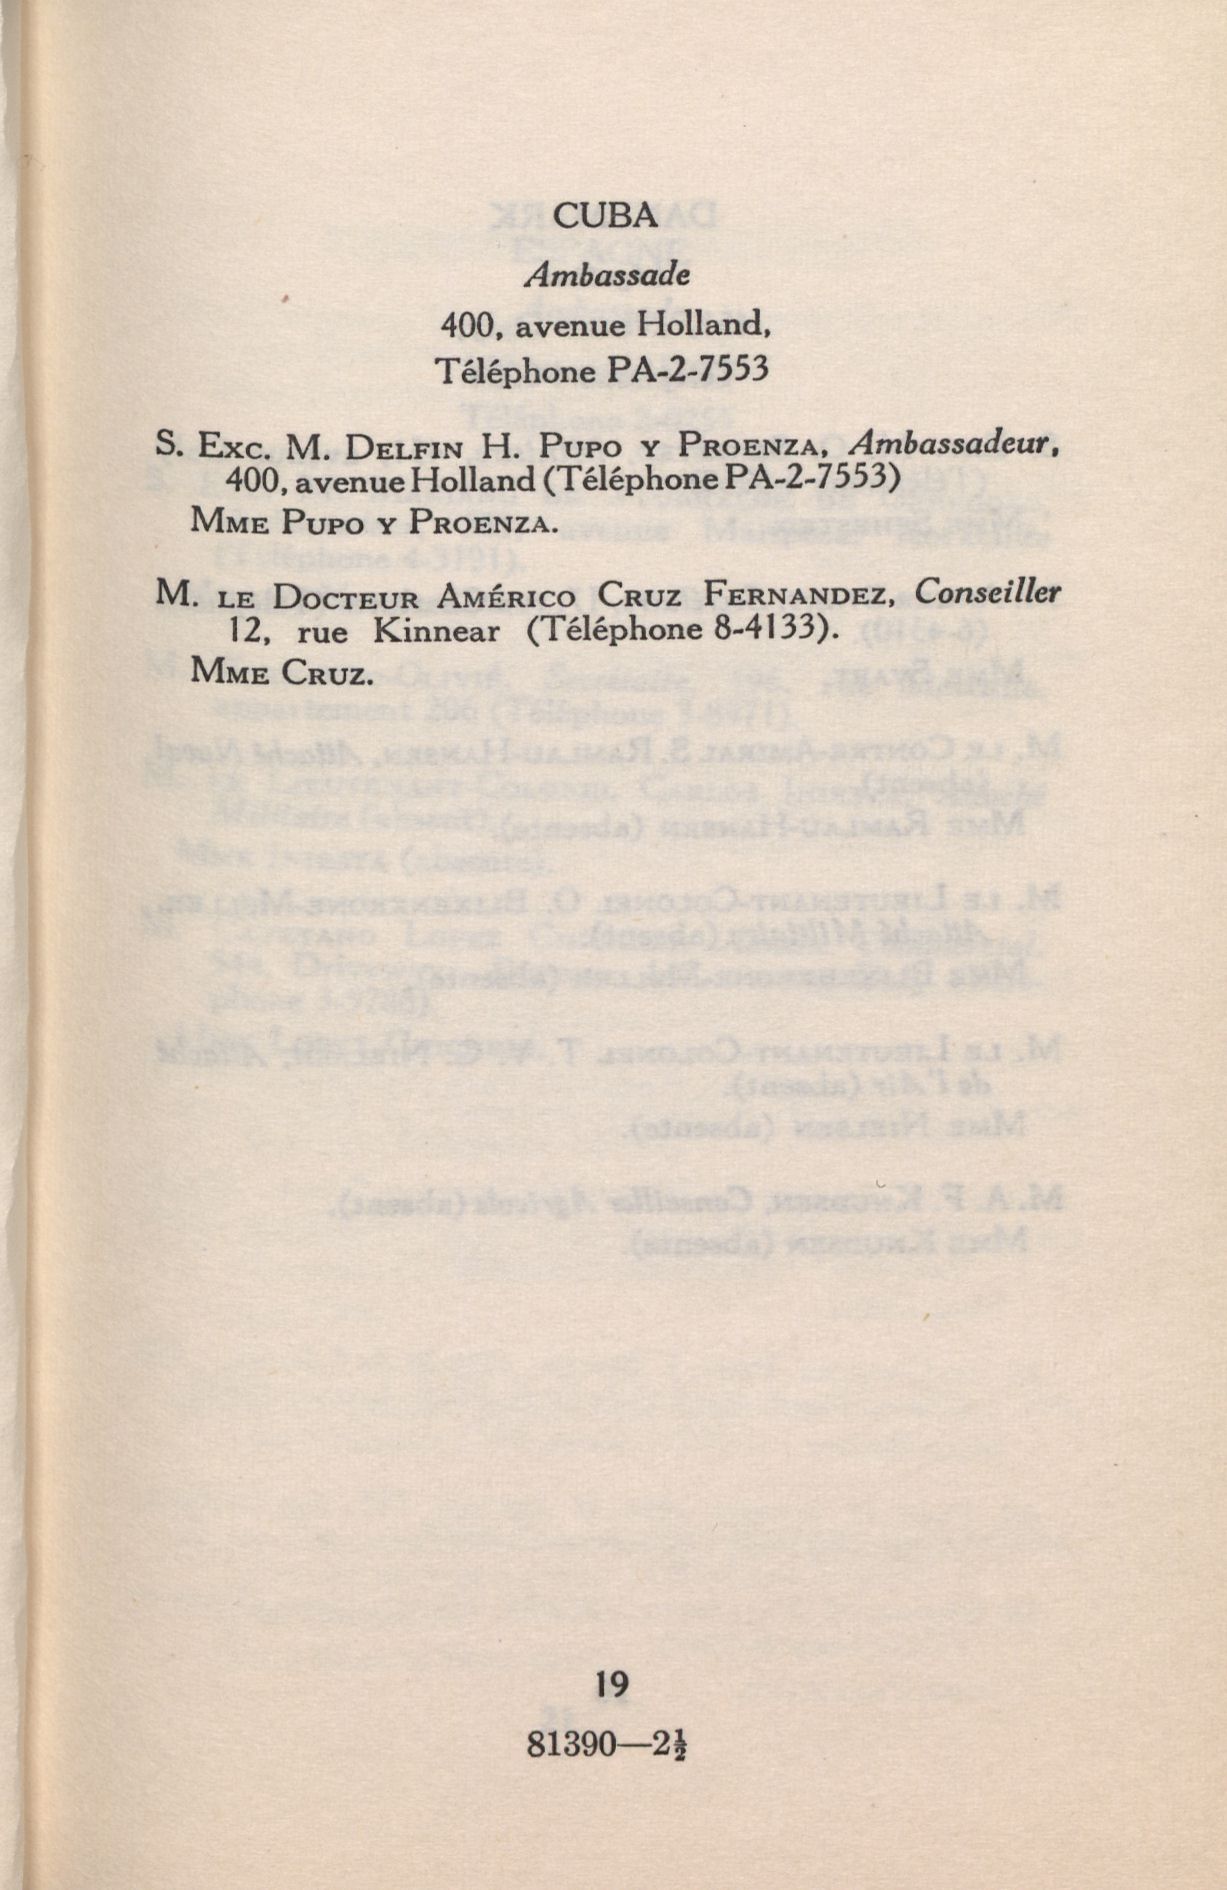 CUBA
Ambassade
400, avenue Holland,
Téléphone PA-2-7553
S. Exc. M. Delfin H. Pupo y Proenza, Ambassadeur,
400, avenue Holland (Téléphone PA-2-7553)
Mme Pupo y Proenza.
M. le Docteur Américo Cruz Fernandez, Conseiller
12, rue Kinnear (Téléphone 8-4133).
Mme Cruz.
19
81390—2½